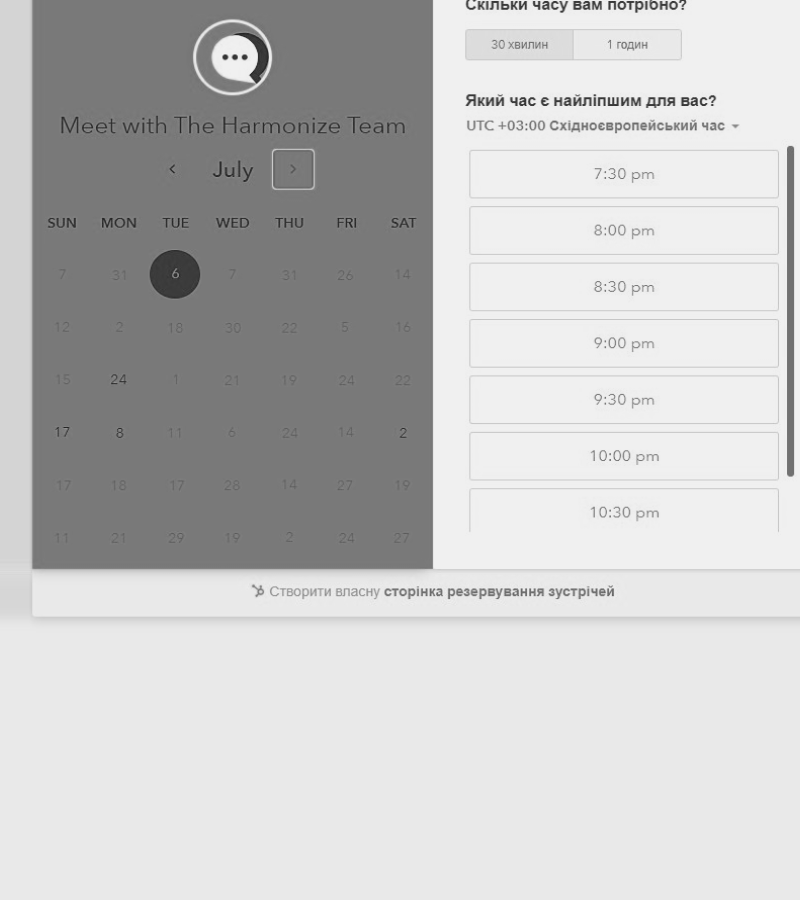 Meet with The Harmonize Team
July
SUN MON TUE WED THU FRI SAT
7 31 6 7 31 26 14
12 2 18 30 22 5 16
15 24 1 21 19 24 22
17 8 11 6 24 14 2
17 18 17 28 14 27 19
11 21 29 19 2 24 27
Скільки часу вам потрібно?
30 хвилин 1 годин
Який час є найліпшим для вас?
UTC +03:00 Східноєвропейський час
7:30 pm
8:00 pm
8:30 pm
9:00 pm
9:30 pm
10:00 pm
10:30 pm
Створити власну сторінка резервування зустрічей